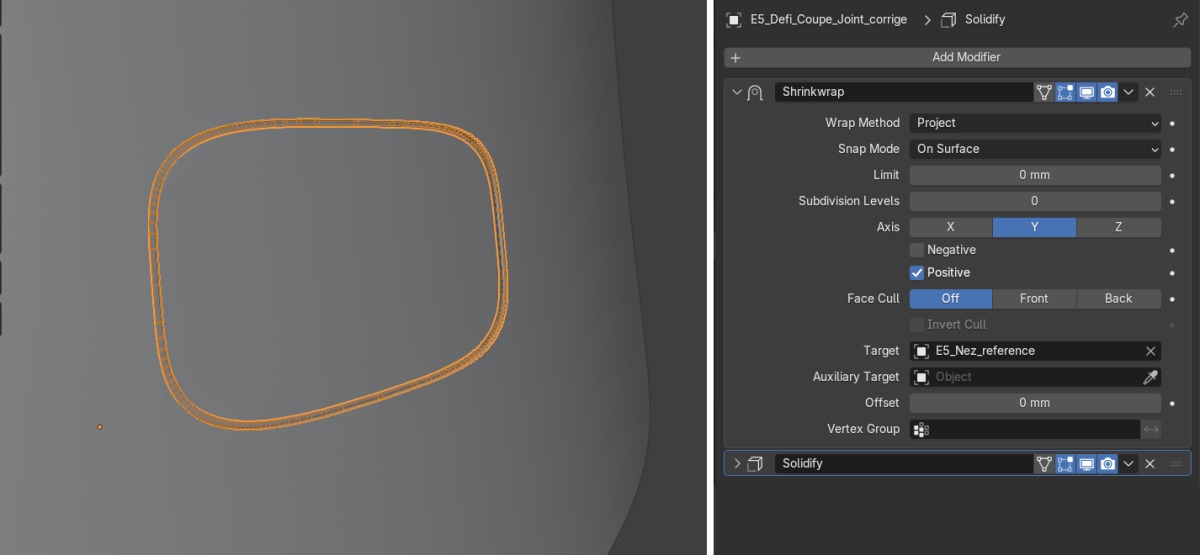 E5_Defi_Coupe_Joint_corrige > Solidify
+ Add Modifier
Shrinkwrap
Wrap Method Project
Snap Mode On Surface
Limit 0 mm
Subdivision Levels 0
Axis X Y Z
Negative
Positive
Face Cull Off Front Back
Invert Cull
Target E5_Nez_reference
Auxiliary Target Object
Offset 0 mm
Vertex Group
Solidify